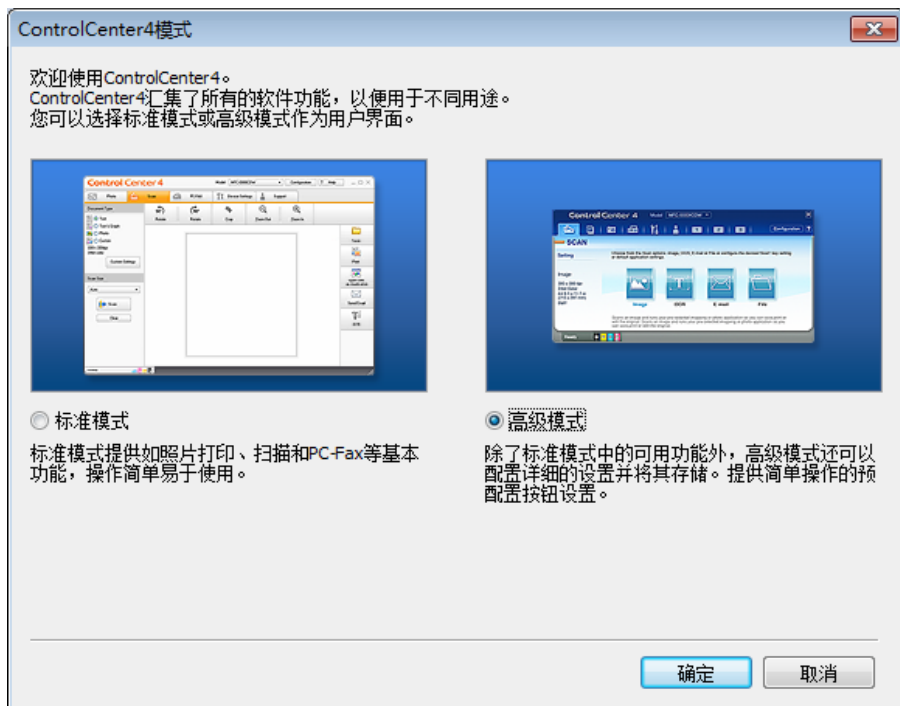 ControlCenter4模式
欢迎使用ControlCenter4。
ControlCenter4汇集了所有的软件功能，以便用于不同用途。
您可以选择标准模式或高级模式作为用户界面。
Control Center 4
Control Center 4
SCAN
Image
OCR
E-mail
File
标准模式
标准模式提供如照片打印、扫描和PC-Fax等基本
功能，操作简单易于使用。
高级模式
除了标准模式中的可用功能外，高级模式还可以
配置详细的设置并将其存储。提供简单操作的预
配置按钮设置。
确定
取消